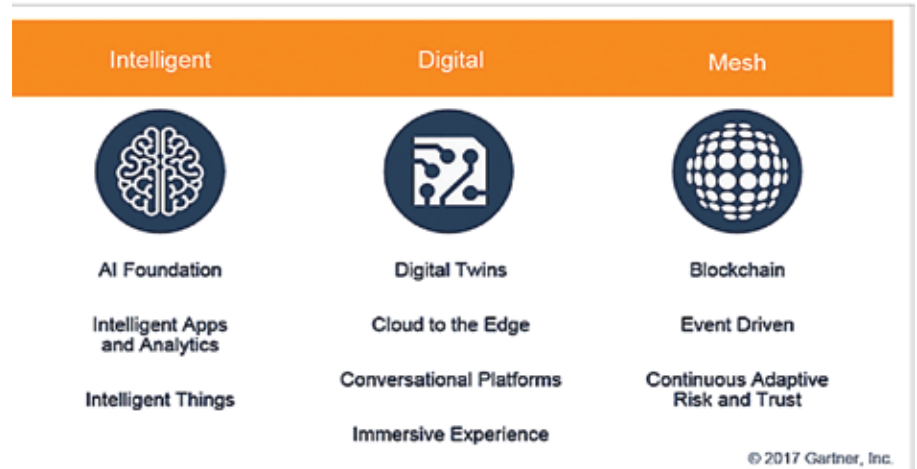 Intelligent
Digital
Mesh
AI Foundation
Intelligent Apps
and Analytics
Intelligent Things
Digital Twins
Cloud to the Edge
Conversational Platforms
Immersive Experience
Blockchain
Event Driven
Continuous Adaptive
Risk and Trust
© 2017 Gartner, Inc.